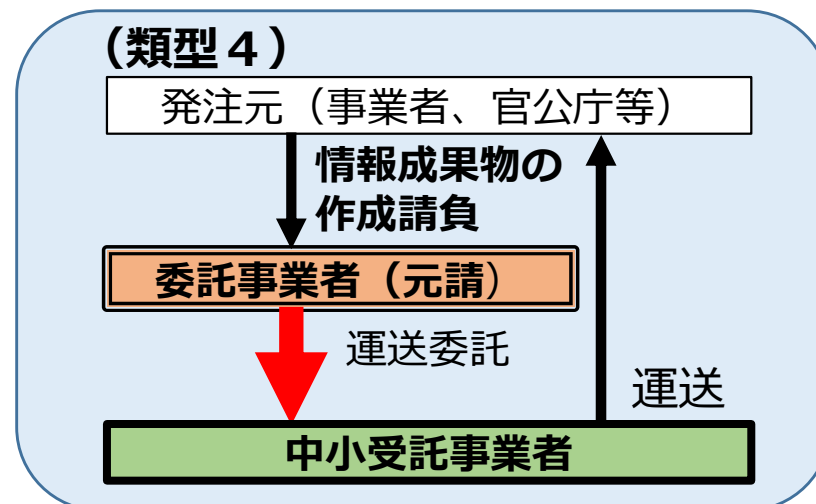 （類型４）
発注元（事業者、官公庁等）
情報成果物の
作成請負
委託事業者（元請）
運送委託
運送
中小受託事業者